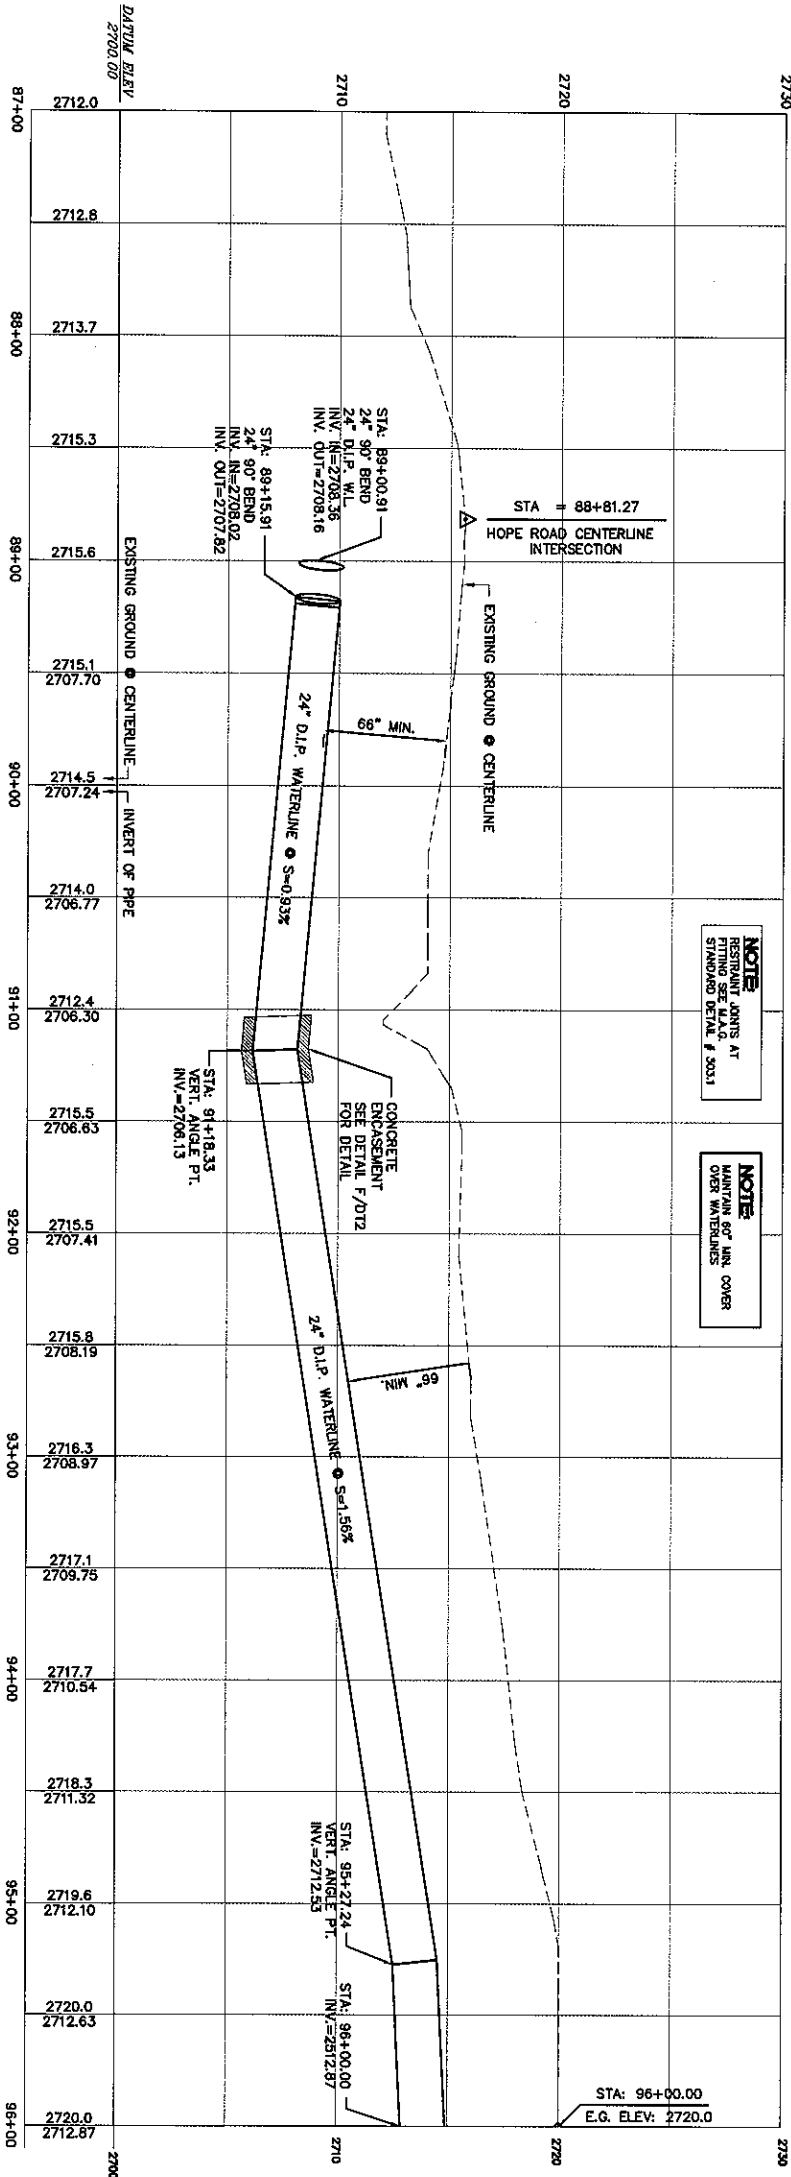 2730
2720
2710
DATUM ELEV
2700.00
STA = 88+81.27
HOPE ROAD CENTERLINE
INTERSECTION
EXISTING GROUND @ CENTERLINE
NOTE:
RESTRAINT JOINTS AT
FITTING SEE M.A.G.
STANDARD DETAIL # 303.1
NOTE:
MAINTAIN 60" MIN. COVER
OVER WATERLINES
STA: 89+00.91
24" 90° BEND
24" D.I.P. W.L.
INV. IN=2708.36
INV. OUT=2708.16
STA: 89+15.91
24" 90° BEND
INV. IN=2708.02
INV. OUT=2707.82
66" MIN.
24" D.I.P. WATERLINE @ S=0.93%
CONCRETE
ENCASEMENT
SEE DETAIL F/DT2
FOR DETAIL
STA: 91+18.33
VERT. ANGLE PT.
INV.=2706.13
66" MIN.
24" D.I.P. WATERLINE @ S=1.56%
STA: 95+27.24
VERT. ANGLE PT.
INV.=2712.53
STA: 96+00.00
INV.=2512.87
STA: 96+00.00
E.G. ELEV: 2720.0
EXISTING GROUND @ CENTERLINE
INVERT OF PIPE
2712.0
2712.8
2713.7
2715.3
2715.6
2715.1
2707.70
2714.5
2707.24
2714.0
2706.77
2712.4
2706.30
2715.5
2706.63
2715.5
2707.41
2715.8
2708.19
2716.3
2708.97
2717.1
2709.75
2717.7
2710.54
2718.3
2711.32
2719.6
2712.10
2720.0
2712.63
2720.0
2712.87
87+00
88+00
89+00
90+00
91+00
92+00
93+00
94+00
95+00
96+00
2730
2720
2710
2700